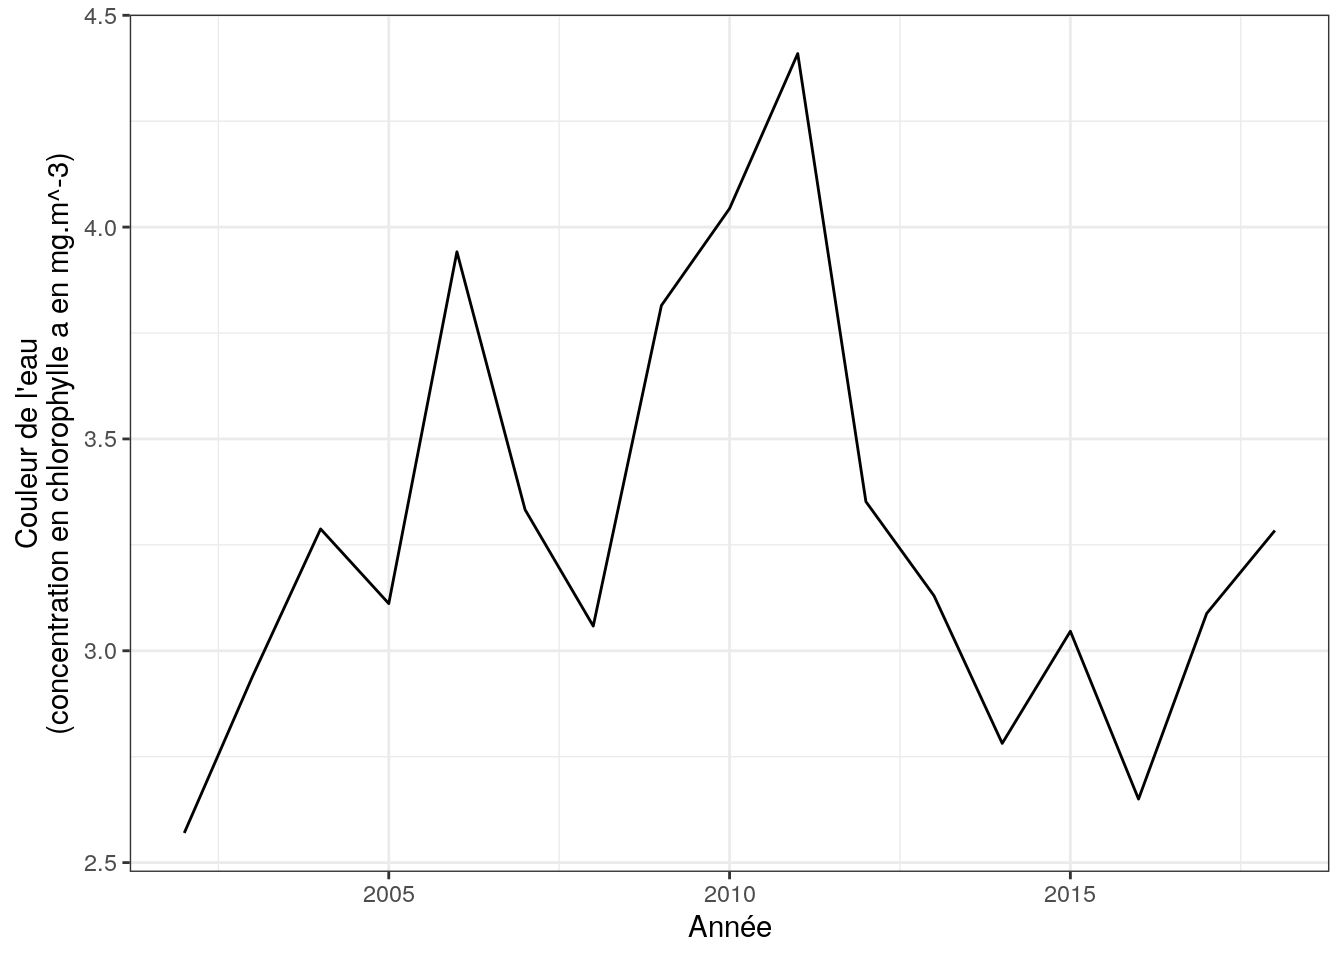 4.5
4.0
3.5
3.0
2.5
Couleur de l'eau
(concentration en chlorophylle a en mg.m^-3)
2005 2010 2015
Année